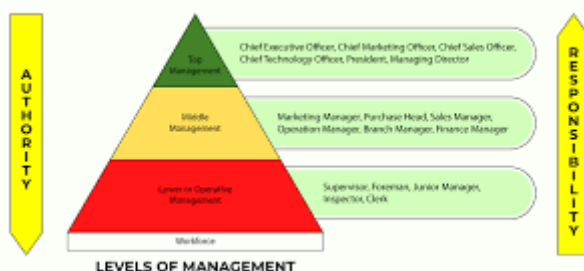 AUTHORITY
Top
Management
Chief Executive Officer, Chief Marketing Officer, Chief Sales Officer,
Chief Technology Officer, President, Managing Director
RESPONSIBILITY
Middle
Management
Marketing Manager, Purchase Head, Sales Manager,
Operation Manager, Branch Manager, Finance Manager
Lower or Operative
Management
Supervisor, Foreman, Junior Manager,
Inspector, Clerk
Workforce
LEVELS OF MANAGEMENT